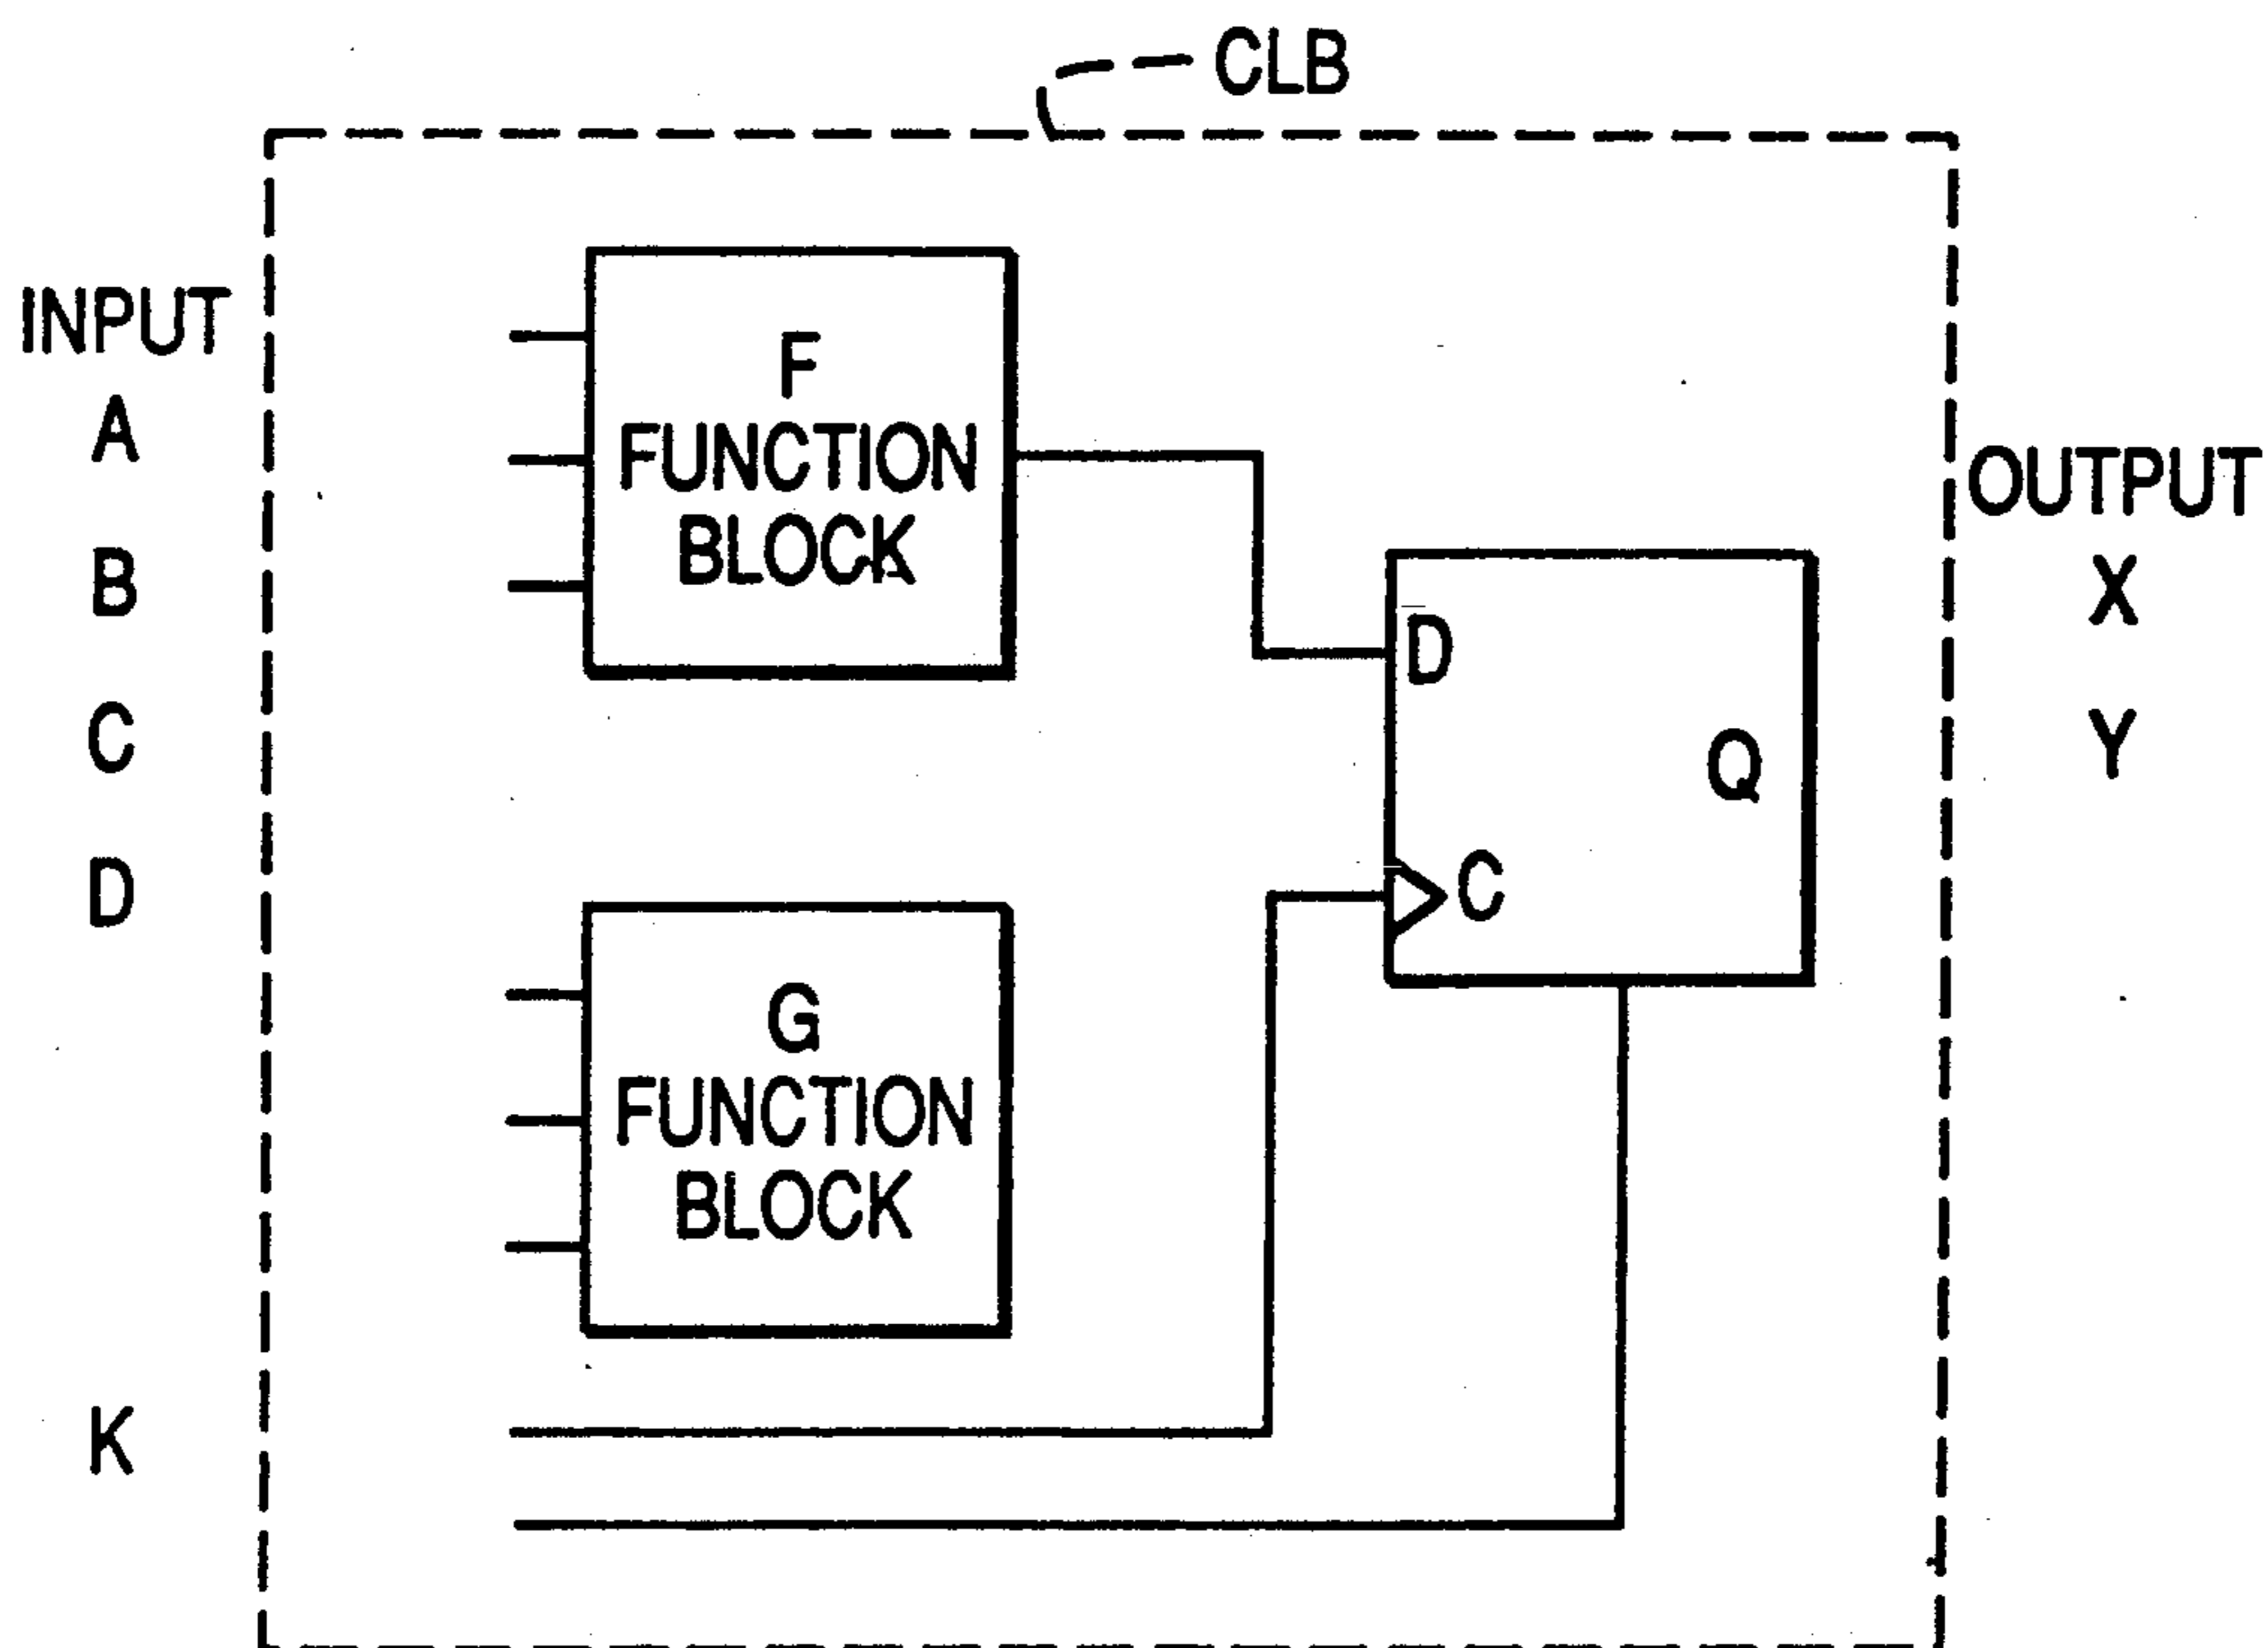 CLB
INPUT
A
B
C
D
K
F
FUNCTION
BLOCK
G
FUNCTION
BLOCK
D
Q
C
OUTPUT
X
Y